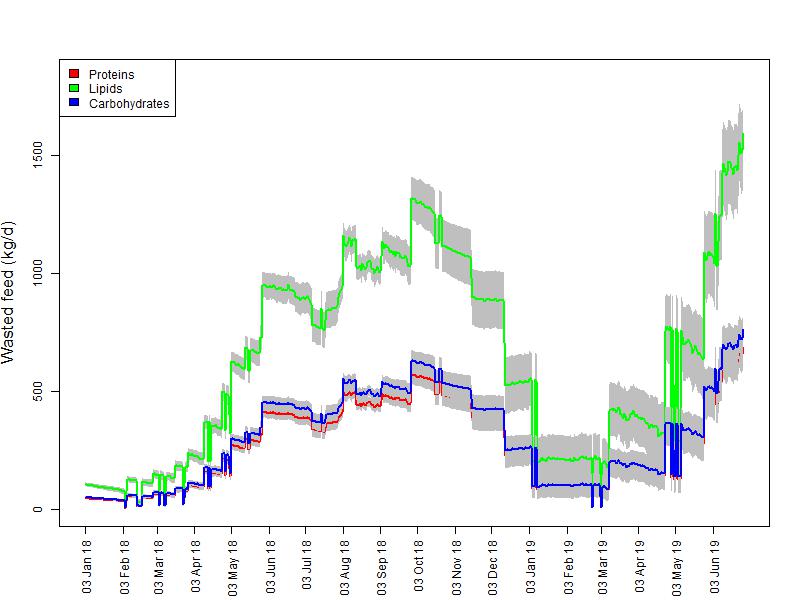 Proteins
Lipids
Carbohydrates
Wasted feed (kg/d)
1500
1000
500
0
03 Jan 18
03 Feb 18
03 Mar 18
03 Apr 18
03 May 18
03 Jun 18
03 Jul 18
03 Aug 18
03 Sep 18
03 Oct 18
03 Nov 18
03 Dec 18
03 Jan 19
03 Feb 19
03 Mar 19
03 Apr 19
03 May 19
03 Jun 19